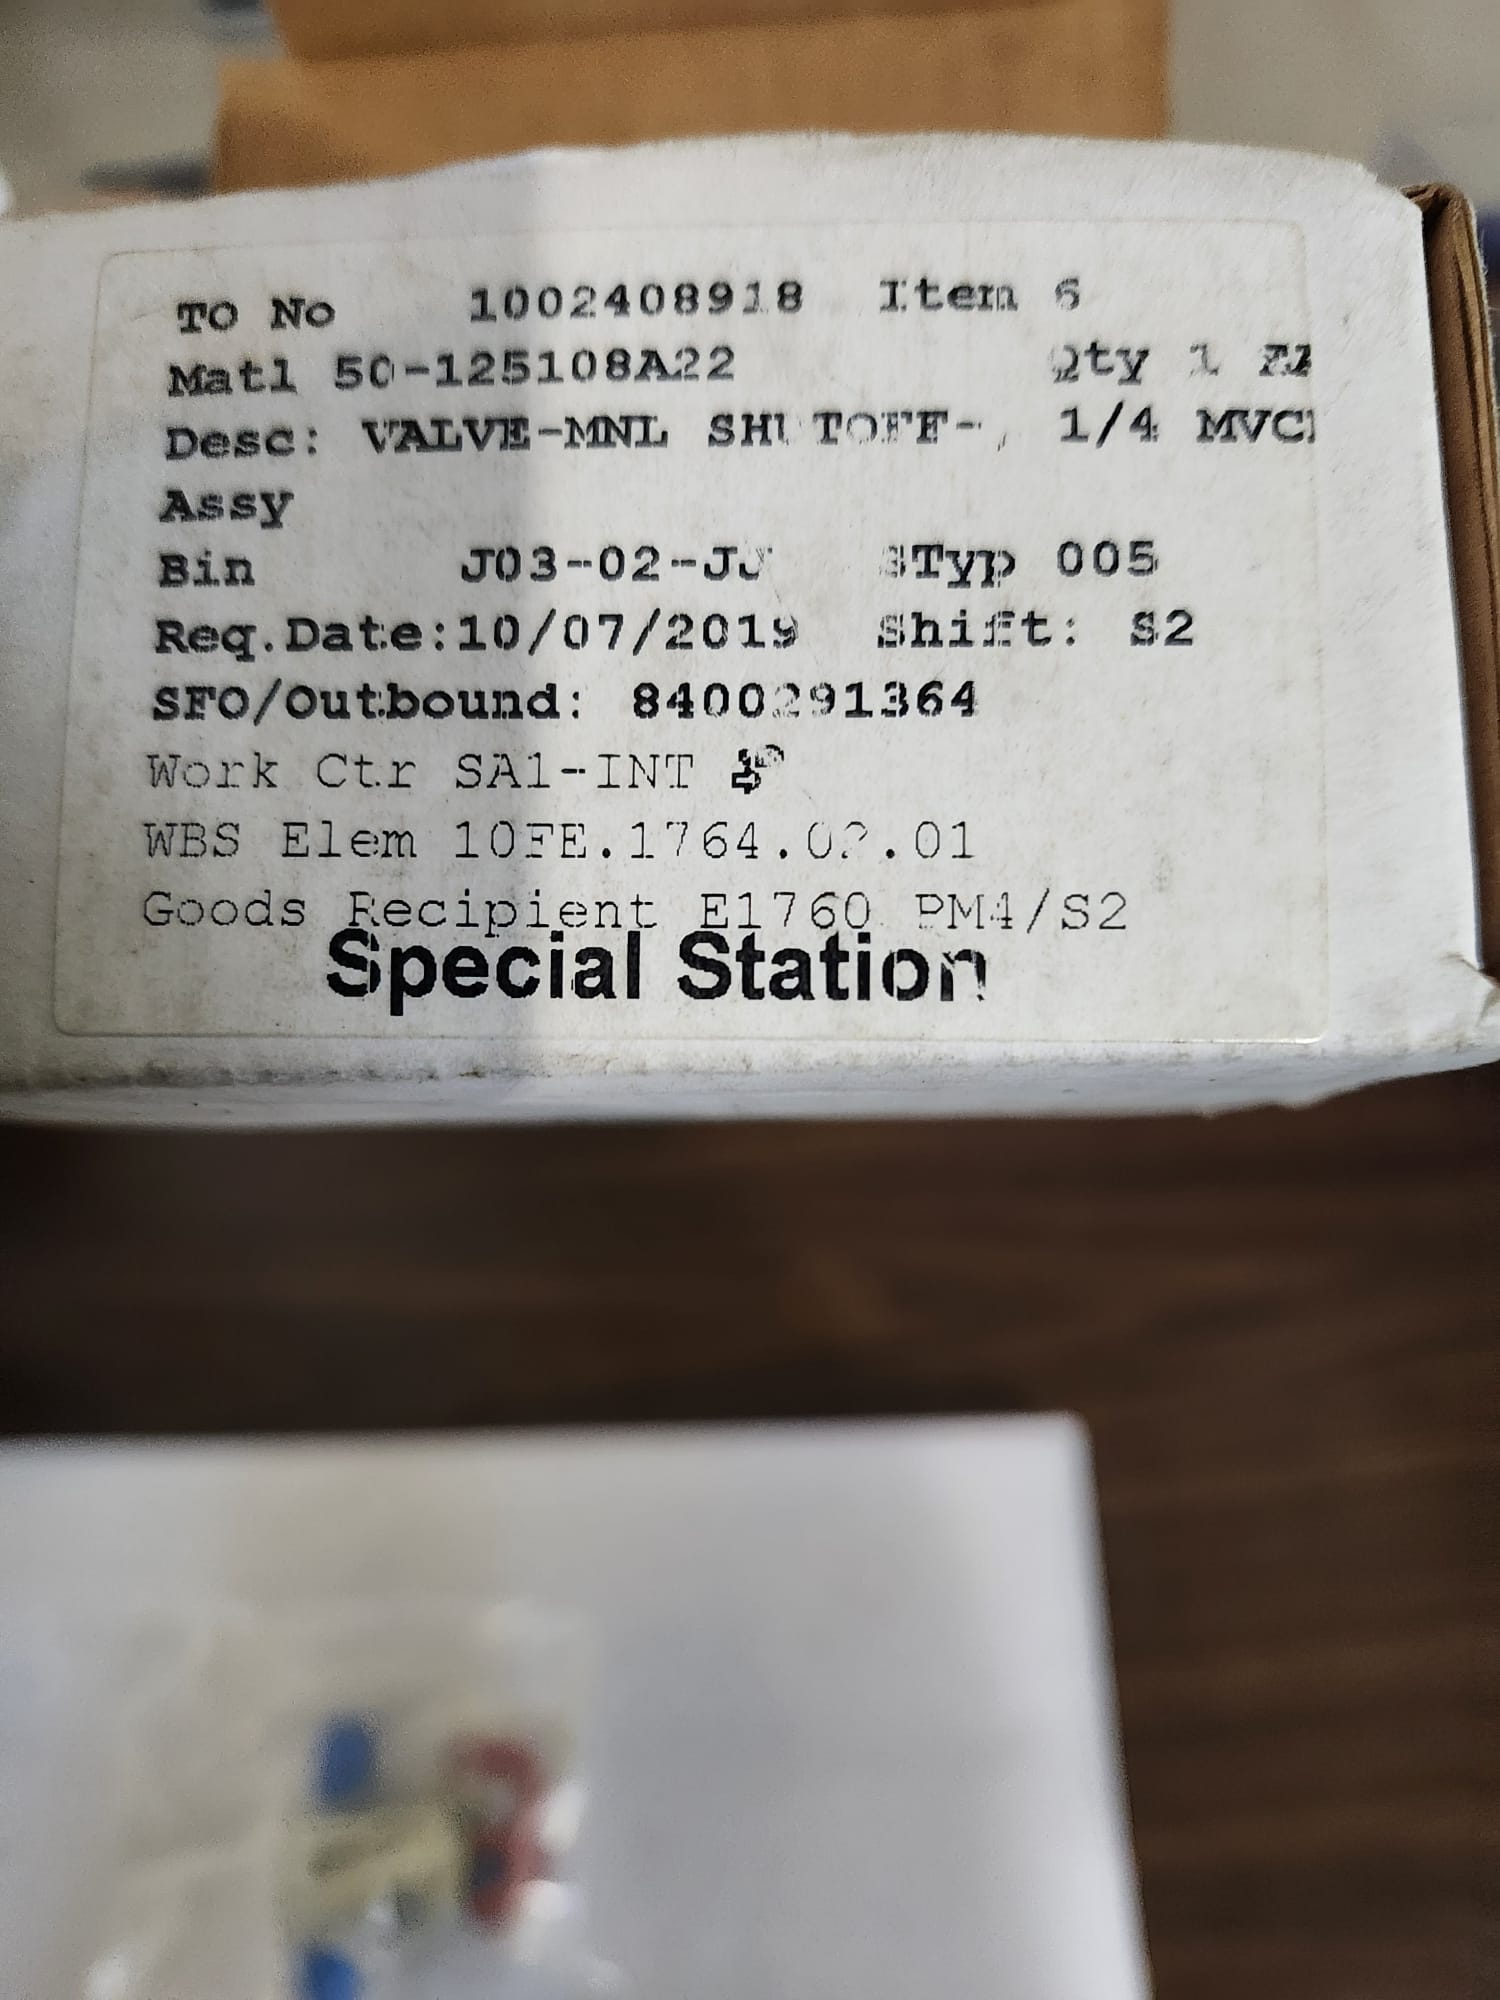 TO No 1002408918 Item 6
Matl 50-125108A22 Qty 1
Desc: VALVE-MNL SHUTOFF-, 1/4
Assy
Bin STyp 005
Req.Date:10/07/2019 Shift: S2
SFO/Outbound: 8400291364
Work Ctr SA1-INT
WBS Elem 10FE.1764.02.01
Goods Recipient E1760 PM4/S2
Special Station